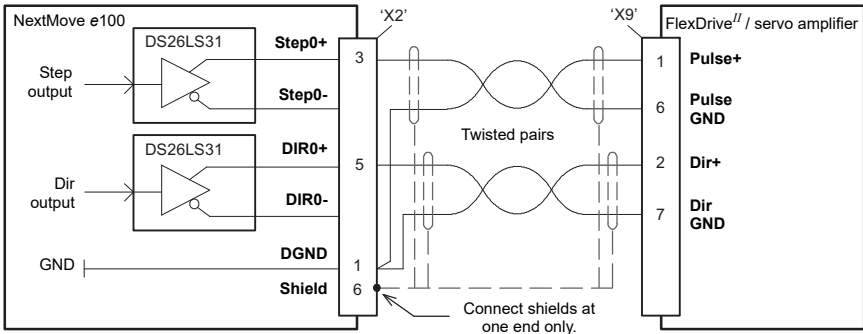 NextMove e100
'X2'
'X9'
FlexDrive^II / servo amplifier
DS26LS31
Step0+
3
1
Pulse+
Step
output
Step0-
6
Pulse
GND
Twisted pairs
DS26LS31
DIR0+
5
2
Dir+
Dir
output
DIR0-
7
Dir
GND
DGND
GND
1
Shield
6
Connect shields at
one end only.